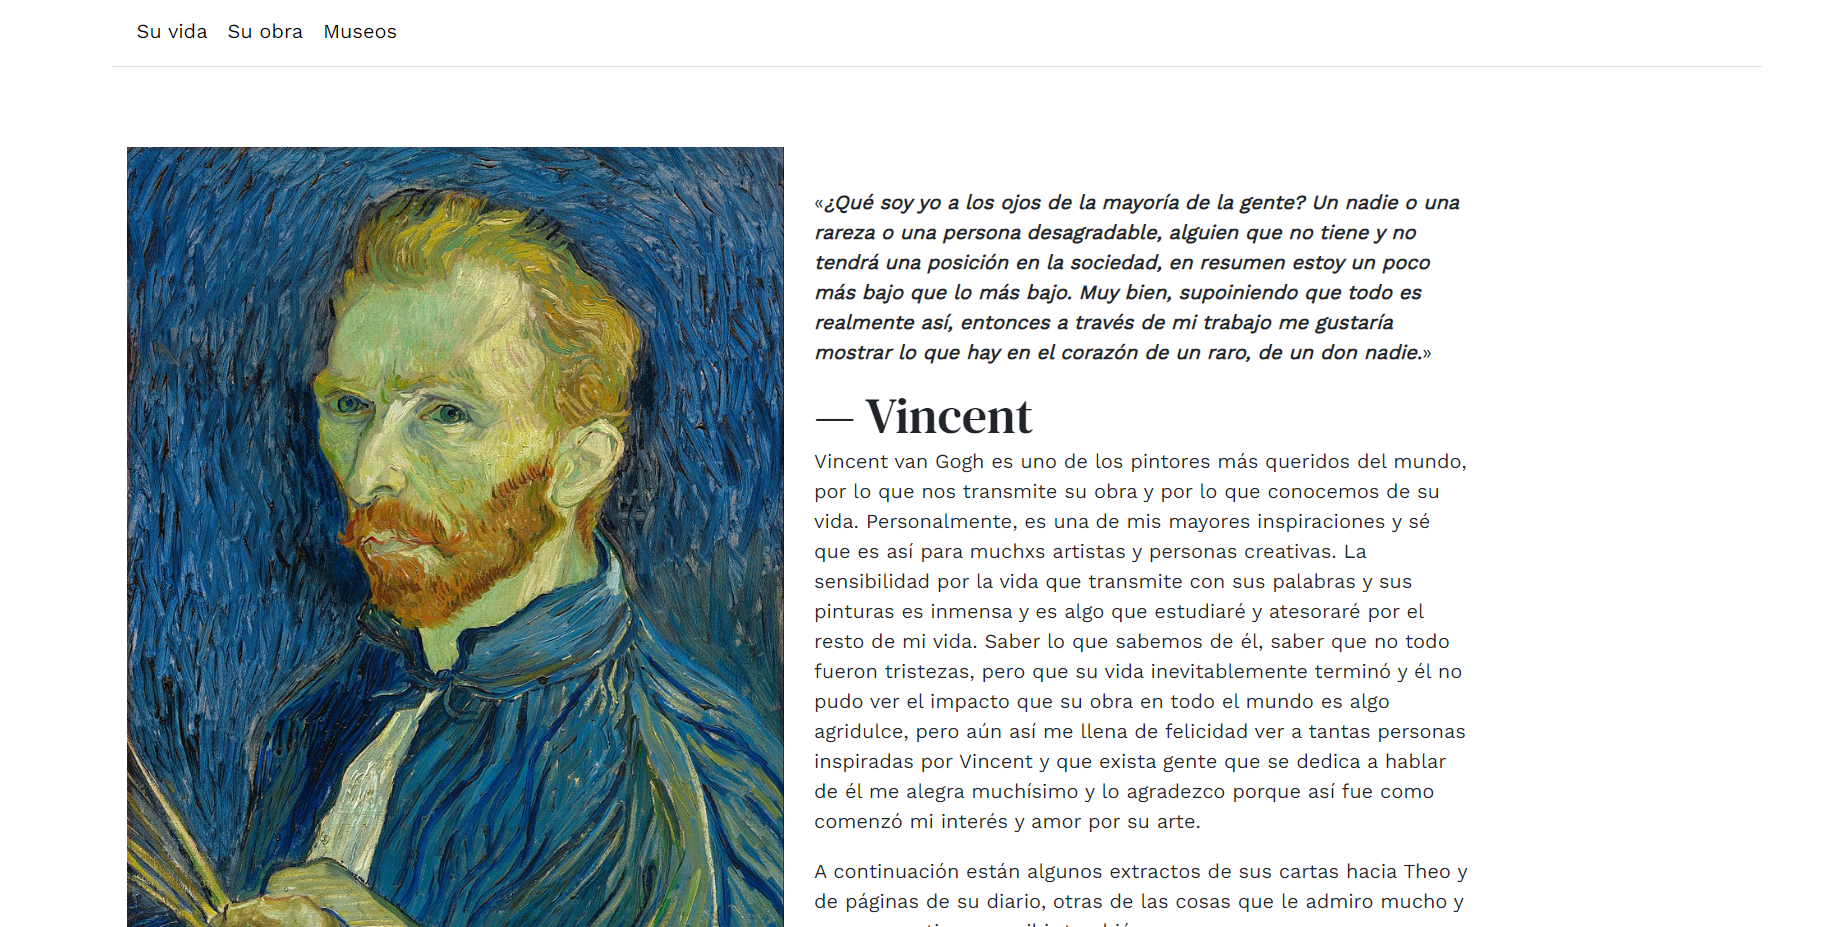 Su vida Su obra Museos
«¿Qué soy yo a los ojos de la mayoría de la gente? Un nadie o una
rareza o una persona desagradable, alguien que no tiene y no
tendrá una posición en la sociedad, en resumen estoy un poco
más bajo que lo más bajo. Muy bien, supoiniendo que todo es
realmente así, entonces a través de mi trabajo me gustaría
mostrar lo que hay en el corazón de un raro, de un don nadie.»
— Vincent
Vincent van Gogh es uno de los pintores más queridos del mundo,
por lo que nos transmite su obra y por lo que conocemos de su
vida. Personalmente, es una de mis mayores inspiraciones y sé
que es así para muchxs artistas y personas creativas. La
sensibilidad por la vida que transmite con sus palabras y sus
pinturas es inmensa y es algo que estudiaré y atesoraré por el
resto de mi vida. Saber lo que sabemos de él, saber que no todo
fueron tristezas, pero que su vida inevitablemente terminó y él no
pudo ver el impacto que su obra en todo el mundo es algo
agridulce, pero aún así me llena de felicidad ver a tantas personas
inspiradas por Vincent y que exista gente que se dedica a hablar
de él me alegra muchísimo y lo agradezco porque así fue como
comenzó mi interés y amor por su arte.
A continuación están algunos extractos de sus cartas hacia Theo y
de páginas de su diario, otras de las cosas que le admiro mucho y